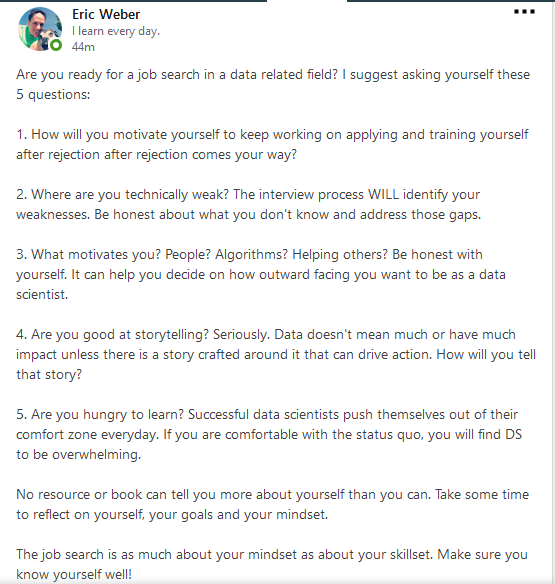 Eric Weber
I learn every day.
44m
Are you ready for a job search in a data related field? I suggest asking yourself these
5 questions:
1. How will you motivate yourself to keep working on applying and training yourself
after rejection after rejection comes your way?
2. Where are you technically weak? The interview process WILL identify your
weaknesses. Be honest about what you don't know and address those gaps.
3. What motivates you? People? Algorithms? Helping others? Be honest with
yourself. It can help you decide on how outward facing you want to be as a data
scientist.
4. Are you good at storytelling? Seriously. Data doesn't mean much or have much
impact unless there is a story crafted around it that can drive action. How will you tell
that story?
5. Are you hungry to learn? Successful data scientists push themselves out of their
comfort zone everyday. If you are comfortable with the status quo, you will find DS
to be overwhelming.
No resource or book can tell you more about yourself than you can. Take some time
to reflect on yourself, your goals and your mindset.
The job search is as much about your mindset as about your skillset. Make sure you
know yourself well!